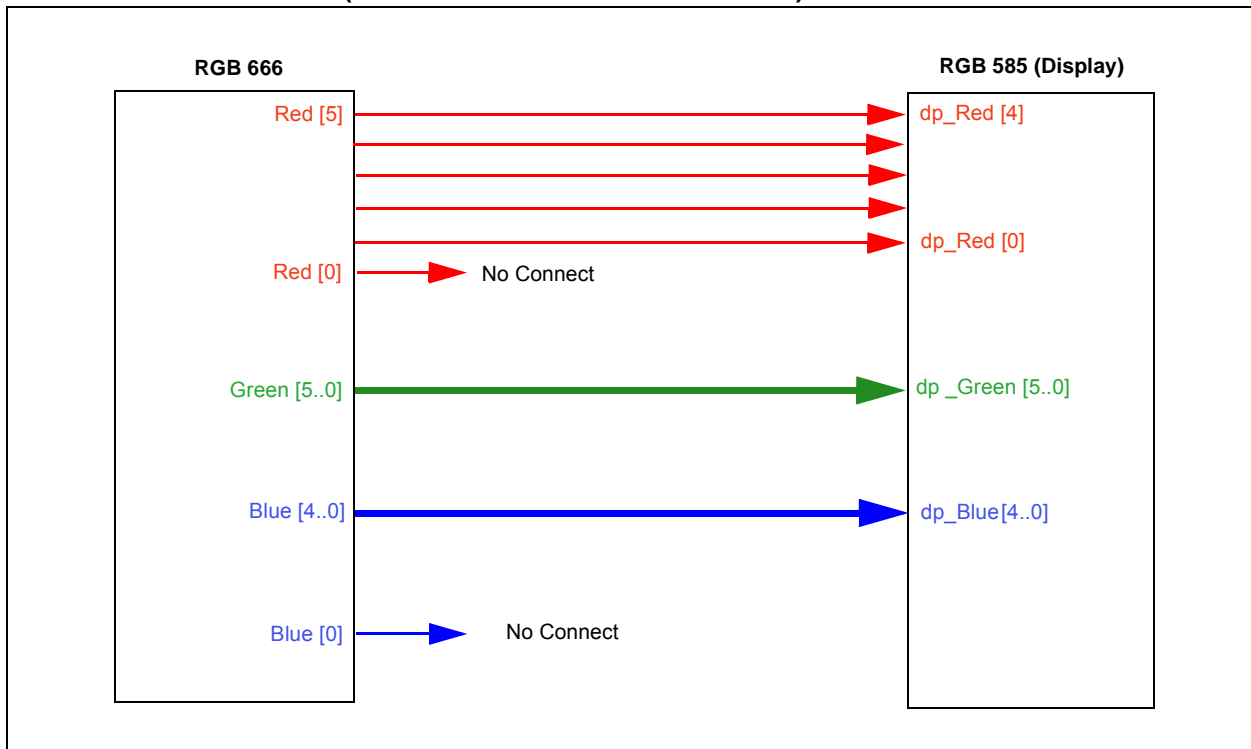 RGB 666
RGB 585 (Display)
Red [5]
dp_Red [4]
dp_Red [0]
Red [0]
No Connect
Green [5..0]
dp _Green [5..0]
Blue [4..0]
dp_Blue[4..0]
Blue [0]
No Connect